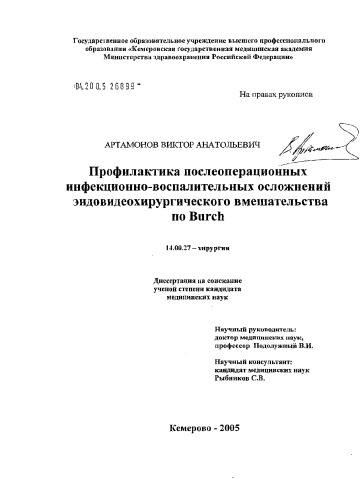 Государственное образовательное учреждение высшего профессионального
образования «Кемеровская государственная медицинская академия
Министерства здравоохранения Российской Федерации»
04.2005 26899
На правах рукописи
АРТАМОНОВ ВИКТОР АНАТОЛЬЕВИЧ
Профилактика послеоперационных
инфекционно-воспалительных осложнений
эндовидеохирургического вмешательства
по Burch
14.00.27 – хирургия
Диссертация на соискание
ученой степени кандидата
медицинских наук
Научный руководитель:
доктор медицинских наук,
профессор Подолужный В.И.
Научный консультант:
кандидат медицинских наук
Рыбников С.В.
Кемерово - 2005